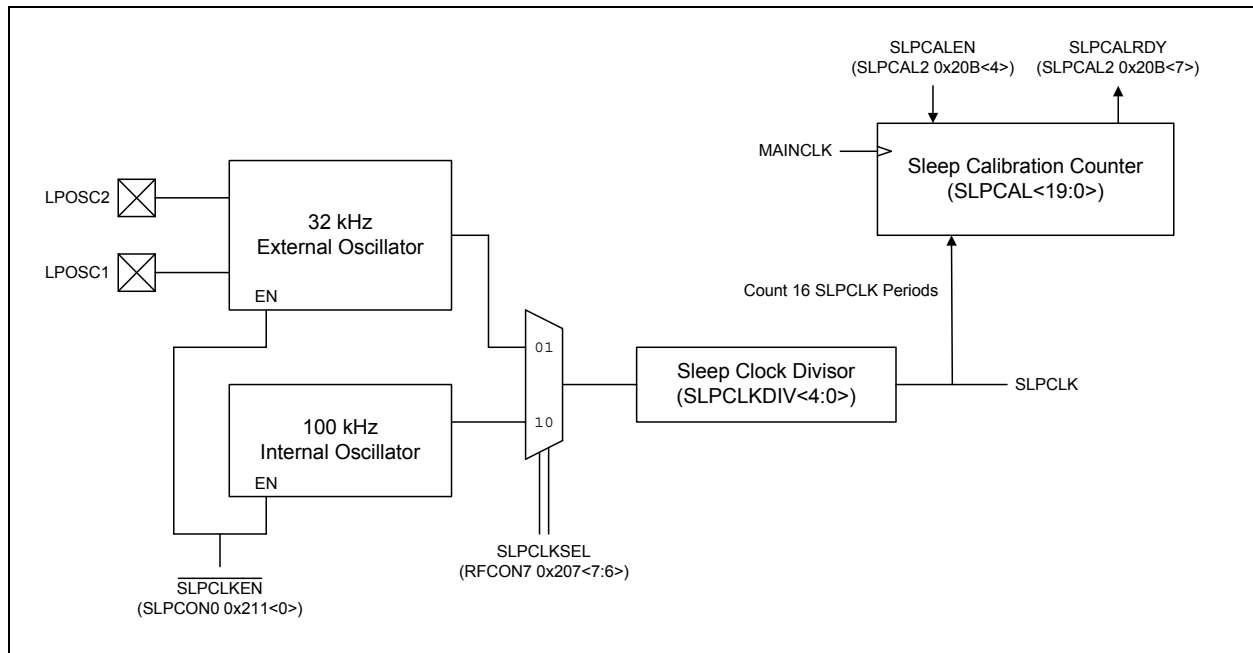 SLPCALEN
(SLPCAL2 0x20B<4>)
SLPCALRDY
(SLPCAL2 0x20B<7>)
MAINCLK
Sleep Calibration Counter
(SLPCAL<19:0>)
LPOSC2
LPOSC1
32 kHz
External Oscillator
EN
Count 16 SLPCLK Periods
01
10
Sleep Clock Divisor
(SLPCLKDIV<4:0>)
SLPCLK
100 kHz
Internal Oscillator
EN
SLPCLKEN
(SLPCON0 0x211<0>)
SLPCLKSEL
(RFCON7 0x207<7:6>)